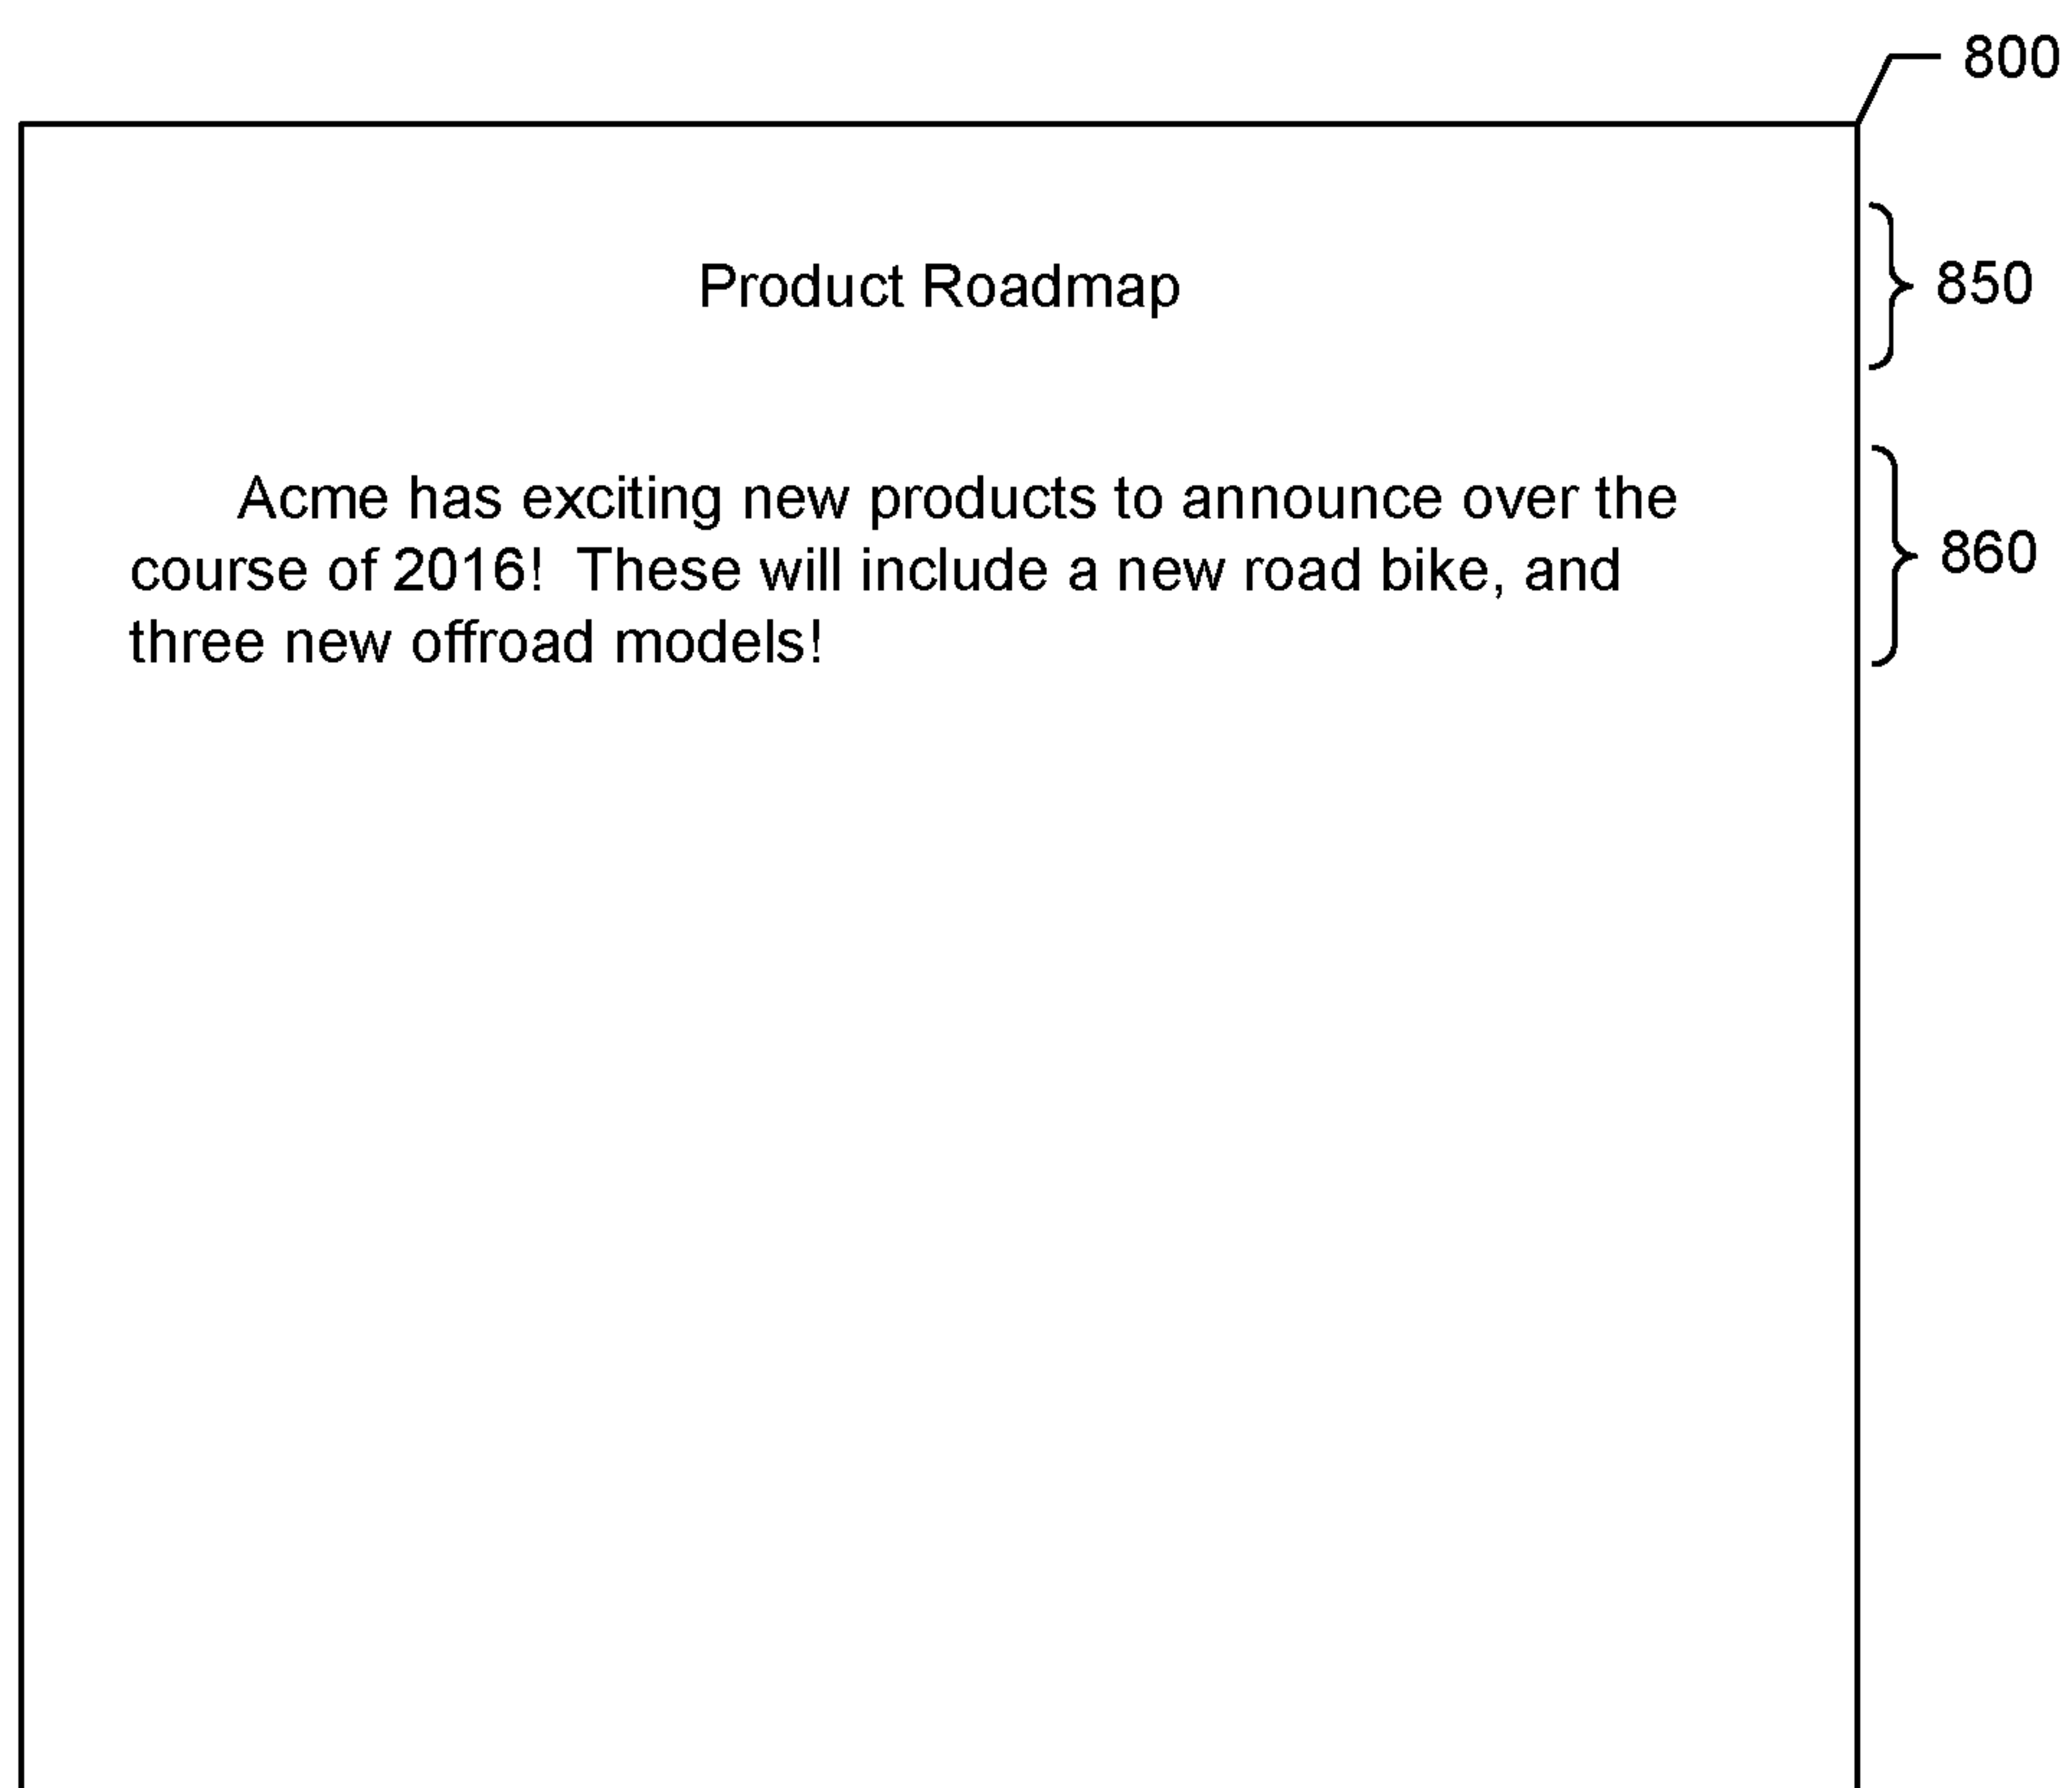 800
Product Roadmap
850
Acme has exciting new products to announce over the
course of 2016!  These will include a new road bike, and
860
three new offroad models!